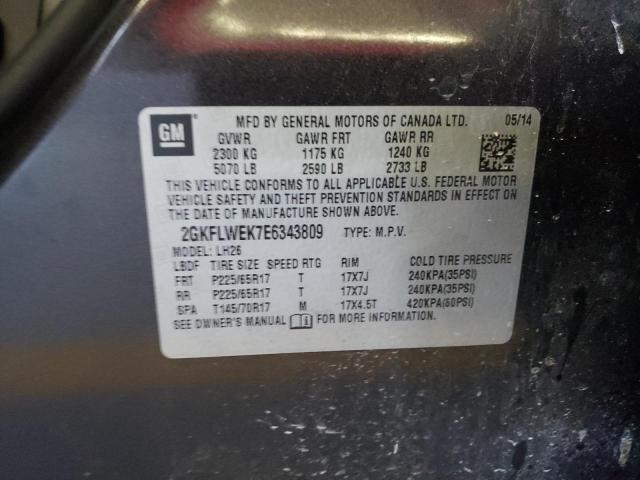 GM ® MFD BY GENERAL MOTORS OF CANADA LTD. 05/14
GVWR GAWR FRT GAWR RR
2300 KG 1175 KG 1240 KG
5070 LB 2590 LB 2733 LB
THIS VEHICLE CONFORMS TO ALL APPLICABLE U.S. FEDERAL MOTOR
VEHICLE SAFETY AND THEFT PREVENTION STANDARDS IN EFFECT ON
THE DATE OF MANUFACTURE SHOWN ABOVE.
2GKFLWEK7E6343809 TYPE: M.P.V.
MODEL: LH26
LBDF TIRE SIZE SPEED RTG RIM COLD TIRE PRESSURE
FRT P225/65R17 T 17X7J 240KPA(35PSI)
RR P225/65R17 T 17X7J 240KPA(35PSI)
SPA T145/70R17 M 17X4.5T 420KPA(60PSI)
SEE OWNER'S MANUAL FOR MORE INFORMATION.